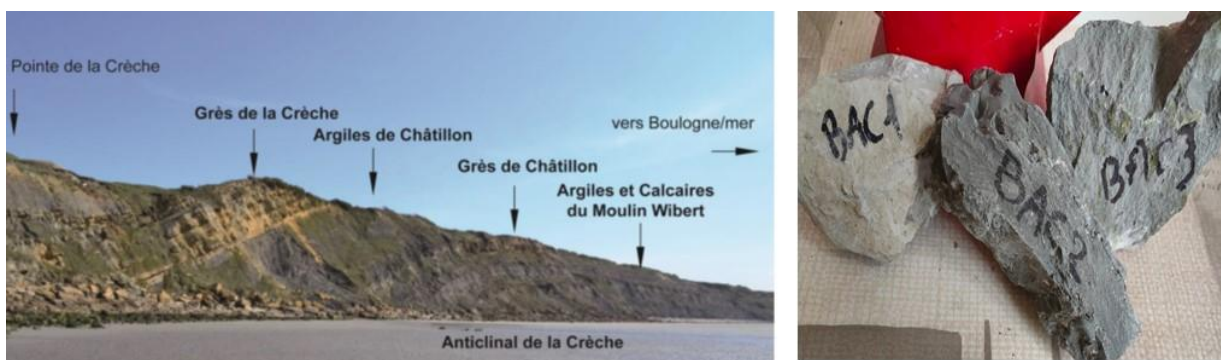 Pointe de la Crèche
Grès de la Crèche
Argiles de Châtillon
vers Boulogne/mer
Grès de Châtillon
Argiles et Calcaires
du Moulin Wibert
Anticlinal de la Crèche
BAC1
BAC2
BAC3